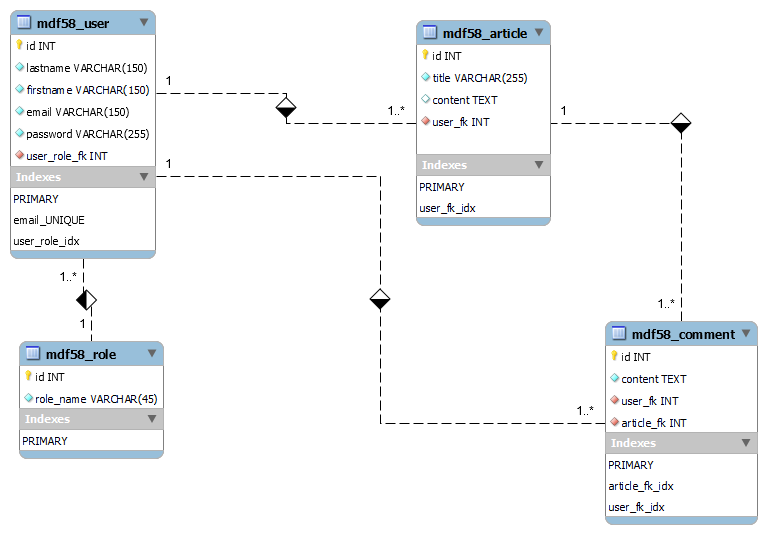 mdf58_user
id INT
lastname VARCHAR(150)
firstname VARCHAR(150)
email VARCHAR(150)
password VARCHAR(255)
user_role_fk INT
Indexes
PRIMARY
email_UNIQUE
user_role_idx
1
1..*
1
1..*
1
mdf58_article
id INT
title VARCHAR(255)
content TEXT
user_fk INT
Indexes
PRIMARY
user_fk_idx
1
1..*
1..*
mdf58_role
id INT
role_name VARCHAR(45)
Indexes
PRIMARY
mdf58_comment
id INT
content TEXT
user_fk INT
article_fk INT
Indexes
PRIMARY
article_fk_idx
user_fk_idx